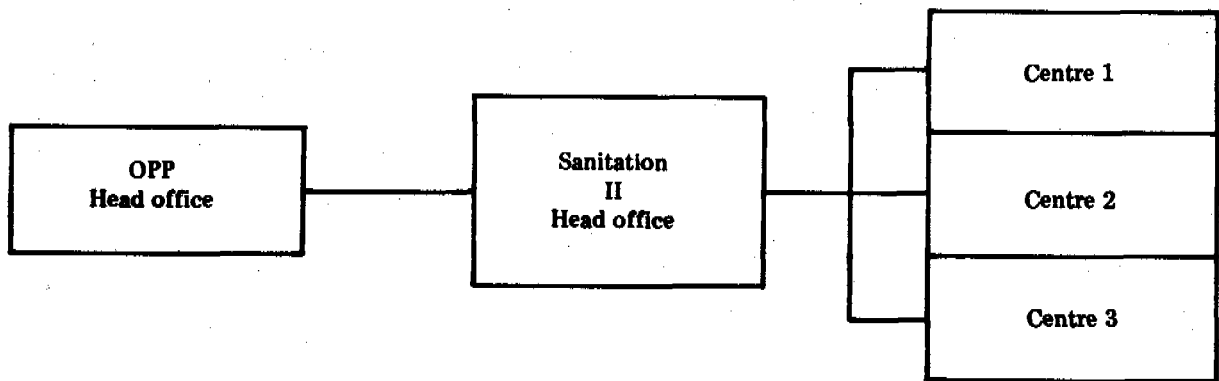 OPP
Head office
Sanitation
II
Head office
Centre 1
Centre 2
Centre 3